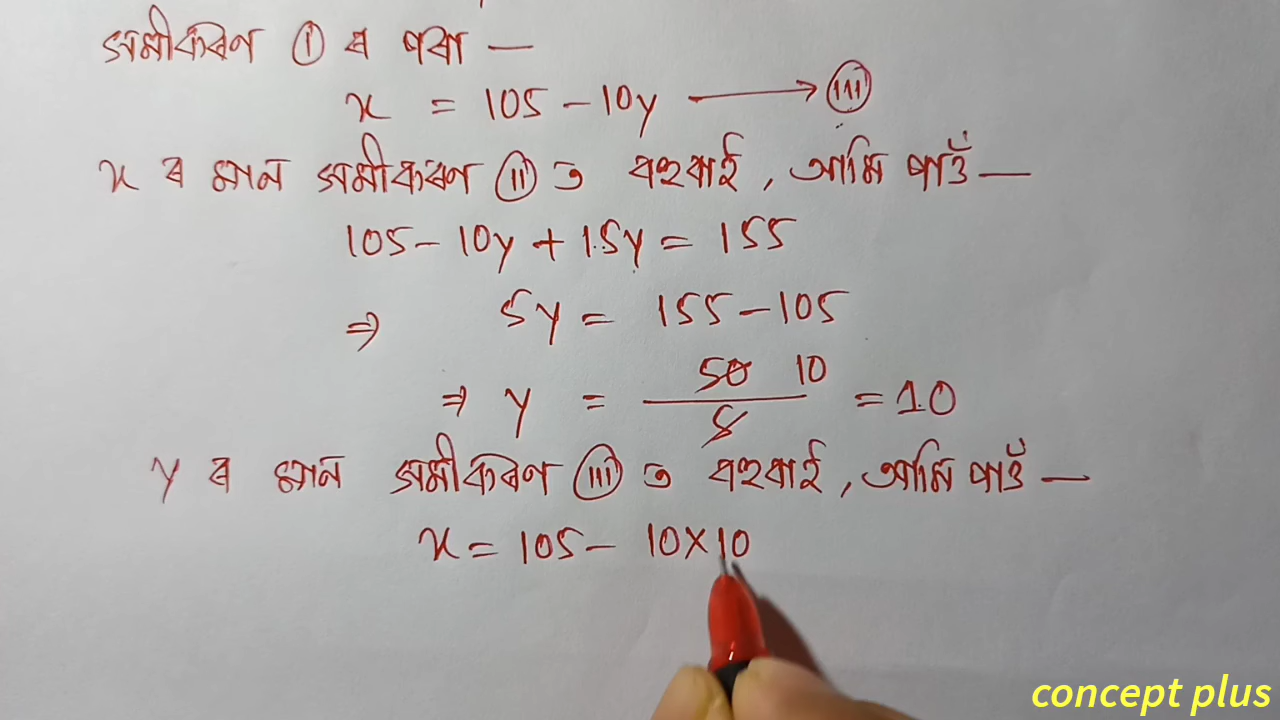 সমীকৰণ (i) ৰ পৰা —
x = 105 - 10y ⟶ (iii)
x ৰ মান সমীকৰণ (ii) ত বহুৱাই, আমি পাওঁ —
105 - 10y + 15y = 155
⇒ 5y = 155 - 105
⇒ y = 50/5 10 = 10
y ৰ মান সমীকৰণ (iii) ত বহুৱাই, আমি পাওঁ —
x = 105 - 10 × 10
concept plus